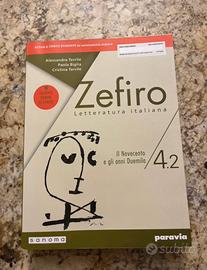 Alessandra Terrile
Paola Biglia
Cristina Terrile
Zefiro
Letteratura italiana
Il Novecento
e gli anni Duemila
4.2
sanoma
paravia
Subito